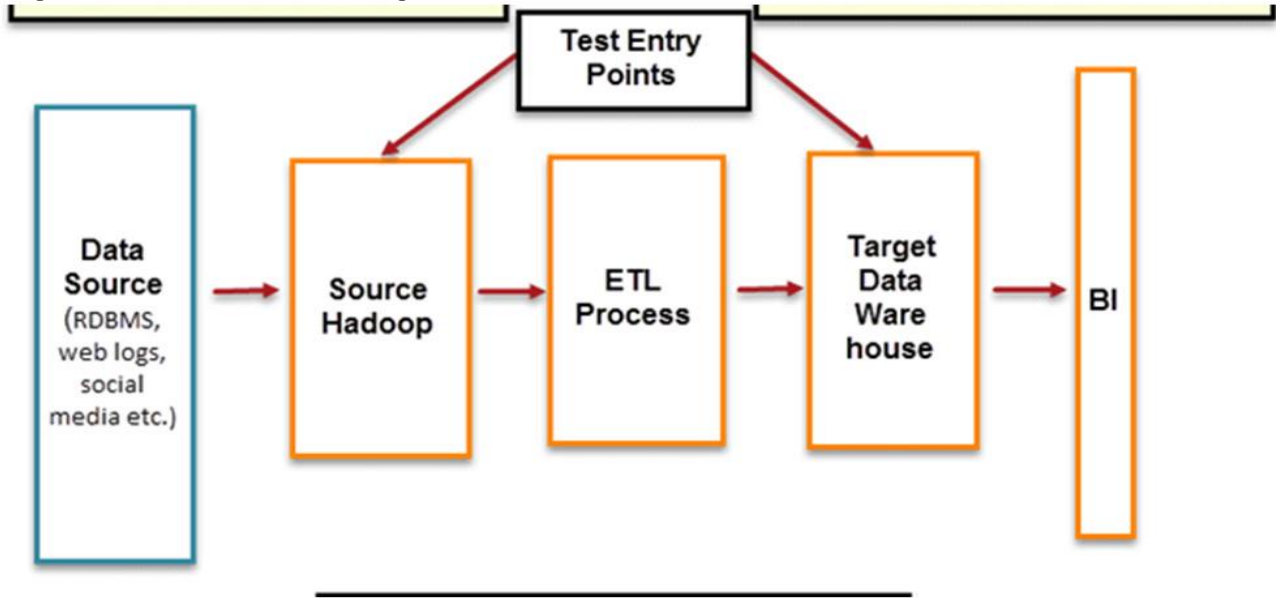 Test Entry
Points
Data
Source
(RDBMS,
web logs,
social
media etc.)
Source
Hadoop
ETL
Process
Target
Data
Ware
house
BI